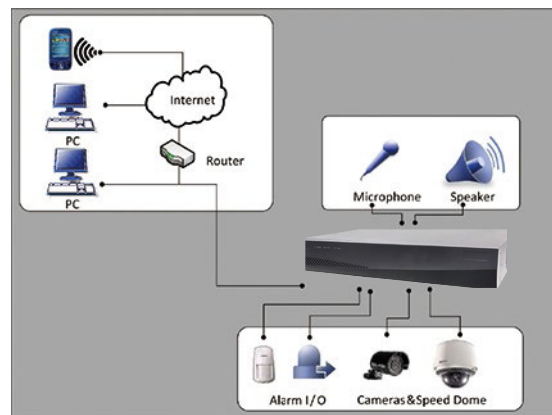 Internet
PC
Router
PC
Microphone Speaker
Alarm I/O Cameras&Speed Dome